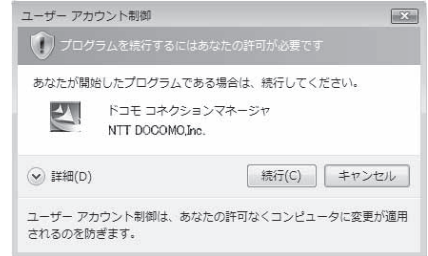 ユーザー アカウント制御
プログラムを続行するにはあなたの許可が必要です
あなたが開始したプログラムである場合は、続行してください。
ドコモ コネクションマネージャ
NTT DOCOMO,Inc.
詳細(D)
続行(C)
キャンセル
ユーザー アカウント制御は、あなたの許可なくコンピュータに変更が適用
されるのを防ぎます。